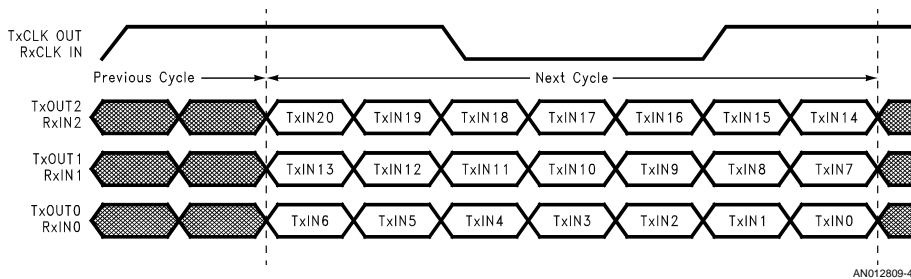 TxCLK OUT
RxCLK IN
Previous Cycle
Next Cycle
TxOUT2
RxIN2
TxIN20 TxIN19 TxIN18 TxIN17 TxIN16 TxIN15 TxIN14
TxOUT1
RxIN1
TxIN13 TxIN12 TxIN11 TxIN10 TxIN9 TxIN8 TxIN7
TxOUT0
RxIN0
TxIN6 TxIN5 TxIN4 TxIN3 TxIN2 TxIN1 TxIN0
AN012809-4